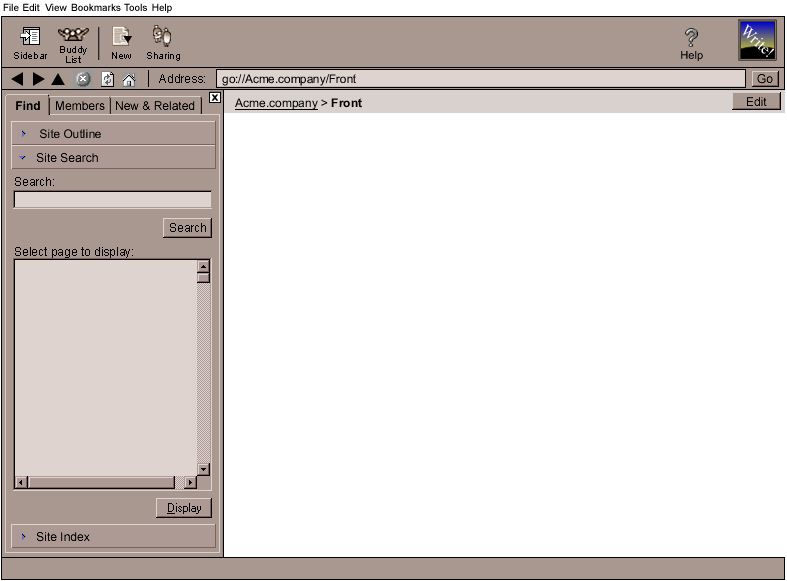 File Edit View Bookmarks Tools Help
Sidebar
Buddy List
New
Sharing
Help
Write!
Address: go://Acme.company/Front Go
Find Members New & Related X
Acme.company > Front Edit
Site Outline
Site Search
Search:
Search
Select page to display:
Display
Site Index